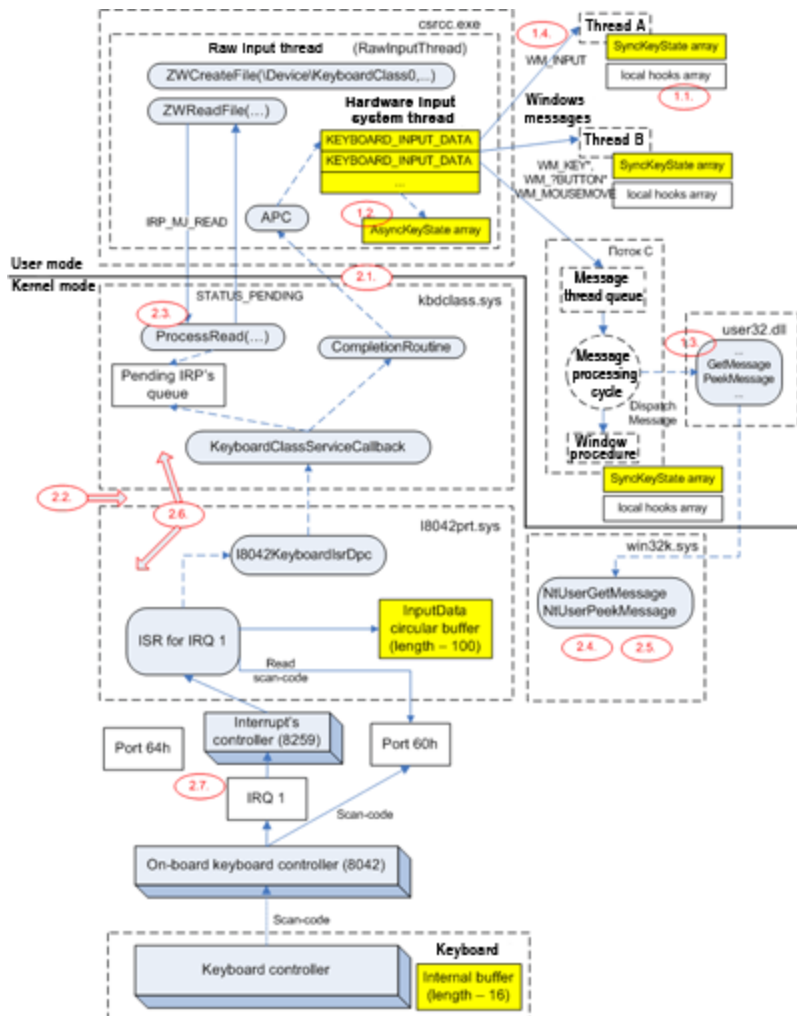 csrcc.exe
Raw Input thread (RawInputThread)
ZWCreateFile(\Device\KeyboardClass0,...)
ZWReadFile(...)
Hardware Input
system thread
KEYBOARD_INPUT_DATA
KEYBOARD_INPUT_DATA
...
APC
1.2.
AsyncKeyState array
IRP_MJ_READ
1.4.
WM_INPUT
Thread A
SyncKeyState array
local hooks array
1.1.
Windows
messages
Thread B
SyncKeyState array
local hooks array
WM_KEY*,
WM_?BUTTON*
WM_MOUSEMOVE
User mode
Kernel mode
2.1.
STATUS_PENDING
kbdclass.sys
2.3.
ProcessRead(...)
CompletionRoutine
Pending IRP's
queue
KeyboardClassServiceCallback
Поток C
Message
thread queue
Message
processing
cycle
Dispatch
Message
Window
procedure
SyncKeyState array
local hooks array
user32.dll
1.3.
...
GetMessage
PeekMessage
...
2.2.
2.6.
I8042prt.sys
I8042KeyboardIsrDpc
ISR for IRQ 1
InputData
circular buffer
(length – 100)
Read
scan-code
win32k.sys
NtUserGetMessage
NtUserPeekMessage
2.4.
2.5.
Port 64h
Interrupt's
controller (8259)
Port 60h
2.7.
IRQ 1
Scan-code
On-board keyboard controller (8042)
Scan-code
Keyboard
Keyboard controller
Internal buffer
(length – 16)